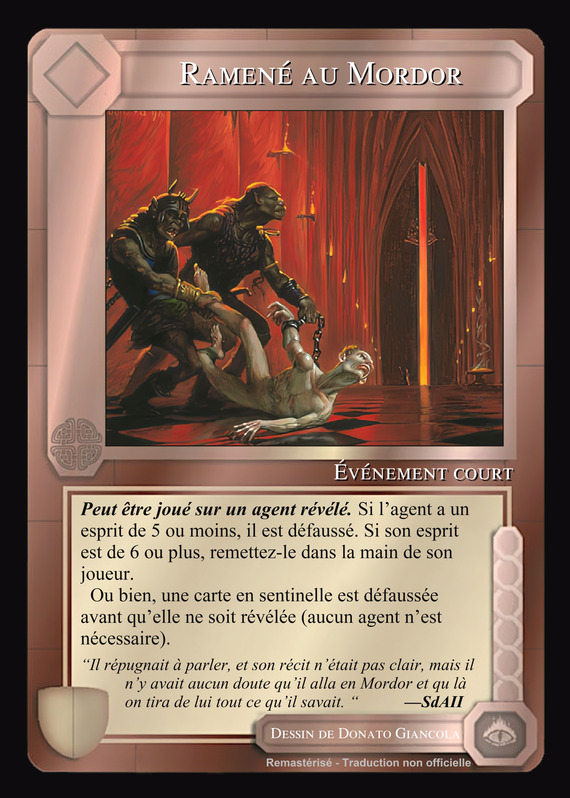 Ramené au Mordor
Événement court
Peut être joué sur un agent révélé. Si l'agent a un
esprit de 5 ou moins, il est défaussé. Si son esprit
est de 6 ou plus, remettez-le dans la main de son
joueur.
Ou bien, une carte en sentinelle est défaussée
avant qu'elle ne soit révélée (aucun agent n'est
nécessaire).
“Il répugnait à parler, et son récit n'était pas clair, mais il
n'y avait aucun doute qu'il alla en Mordor et qu là
on tira de lui tout ce qu'il savait. “ —SdAII
Dessin de Donato Giancola
Remastérisé - Traduction non officielle